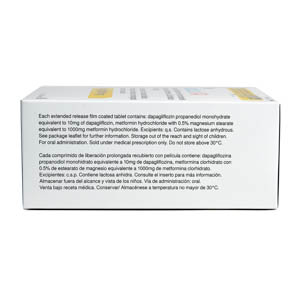 Each extended release film coated tablet contains: dapagliflozin propanediol monohydrate
equivalent to 10mg of dapagliflozin, metformin hydrochloride with 0.5% magnesium stearate
equivalent to 1000mg metformin hydrochloride. Excipients: q.s. Contains lactose anhydrous.
See package leaflet for further information. Storage out of the reach and sight of children.
For oral administration. Sold under medical prescription only. Do not store above 30°C.
Cada comprimido de liberación prolongada recubierto con película contiene: dapagliflozina
propanodiol monohidrato equivalente a 10mg de dapagliflozina, metformina clorhidrato con
0.5% de estearato de magnesio equivalente a 1000mg de metformina clorhidrato.
Excipientes: c.s.p. Contiene lactosa anhidra. Consulte el inserto para más información.
Almacenar fuera del alcance y vista de los niños. Vía de administración: oral.
Venta bajo receta médica. Conservar/ Almacénese a temperatura no mayor de 30°C.